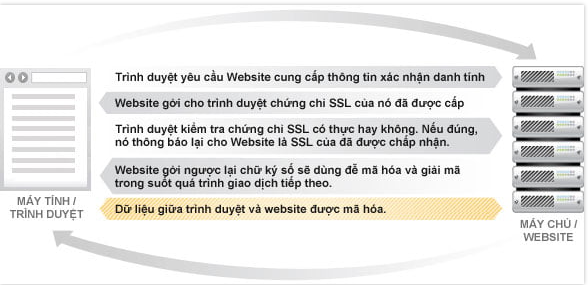 Trình duyệt yêu cầu Website cung cấp thông tin xác nhận danh tính
Website gởi cho trình duyệt chứng chỉ SSL của nó đã được cấp
Trình duyệt kiểm tra chứng chỉ SSL có thực hay không. Nếu đúng,
nó thông báo lại cho Website là SSL của đã được chấp nhận.
Website gởi ngược lại chữ ký số sẽ dùng để mã hóa và giải mã
trong suốt quá trình giao dịch tiếp theo.
Dữ liệu giữa trình duyệt và website được mã hóa.
MÁY TÍNH /
TRÌNH DUYỆT
MÁY CHỦ /
WEBSITE